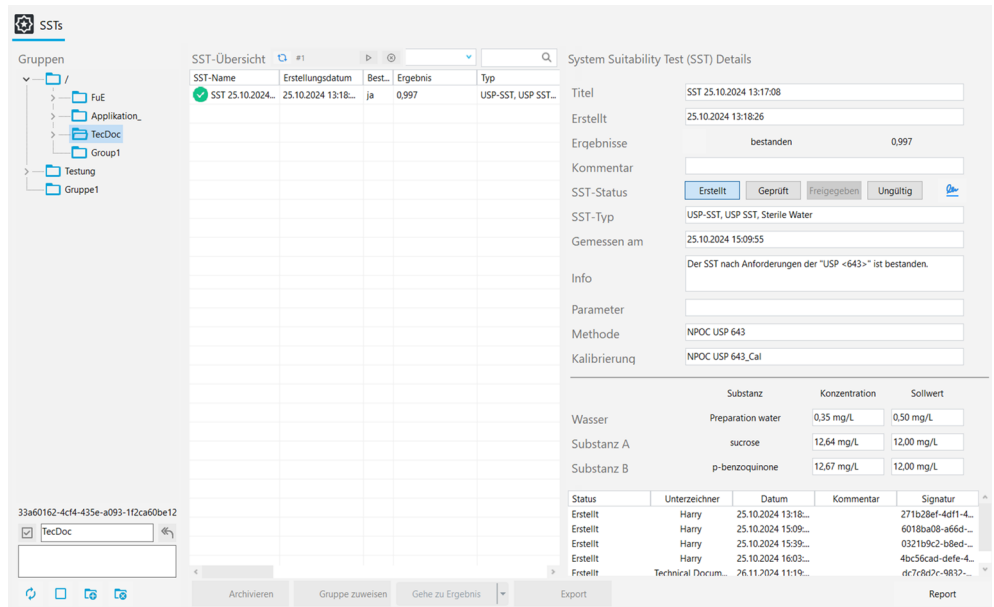 SSTs
Gruppen
/
FuE
Applikation_
TecDoc
Group1
Testung
Gruppe1
33a60162-4cf4-435e-a093-1f2ca60be12
TecDoc
SST-Übersicht #1
SST-Name Erstellungsdatum Best... Ergebnis Typ
SST 25.10.2024... 25.10.2024 13:18:... ja 0,997 USP-SST, USP SST...
Archivieren Gruppe zuweisen Gehe zu Ergebnis Export
System Suitability Test (SST) Details
Titel SST 25.10.2024 13:17:08
Erstellt 25.10.2024 13:18:26
Ergebnisse bestanden 0,997
Kommentar
SST-Status Erstellt Geprüft Freigegeben Ungültig
SST-Typ USP-SST, USP SST, Sterile Water
Gemessen am 25.10.2024 15:09:55
Info Der SST nach Anforderungen der "USP <643>" ist bestanden.
Parameter
Methode NPOC USP 643
Kalibrierung NPOC USP 643_Cal
Substanz Konzentration Sollwert
Wasser Preparation water 0,35 mg/L 0,50 mg/L
Substanz A sucrose 12,64 mg/L 12,00 mg/L
Substanz B p-benzoquinone 12,67 mg/L 12,00 mg/L
Status Unterzeichner Datum Kommentar Signatur
Erstellt Harry 25.10.2024 13:18:... 271b28ef-4df1-4...
Erstellt Harry 25.10.2024 15:09:... 6018ba08-a66d-...
Erstellt Harry 25.10.2024 15:39:... 0321b9c2-b8ed-...
Erstellt Harry 25.10.2024 16:03:... 4bc56cad-defe-4...
Erstellt Technical Docum... 26.11.2024 11:19:... dc7c8d2c-9832-...
Report